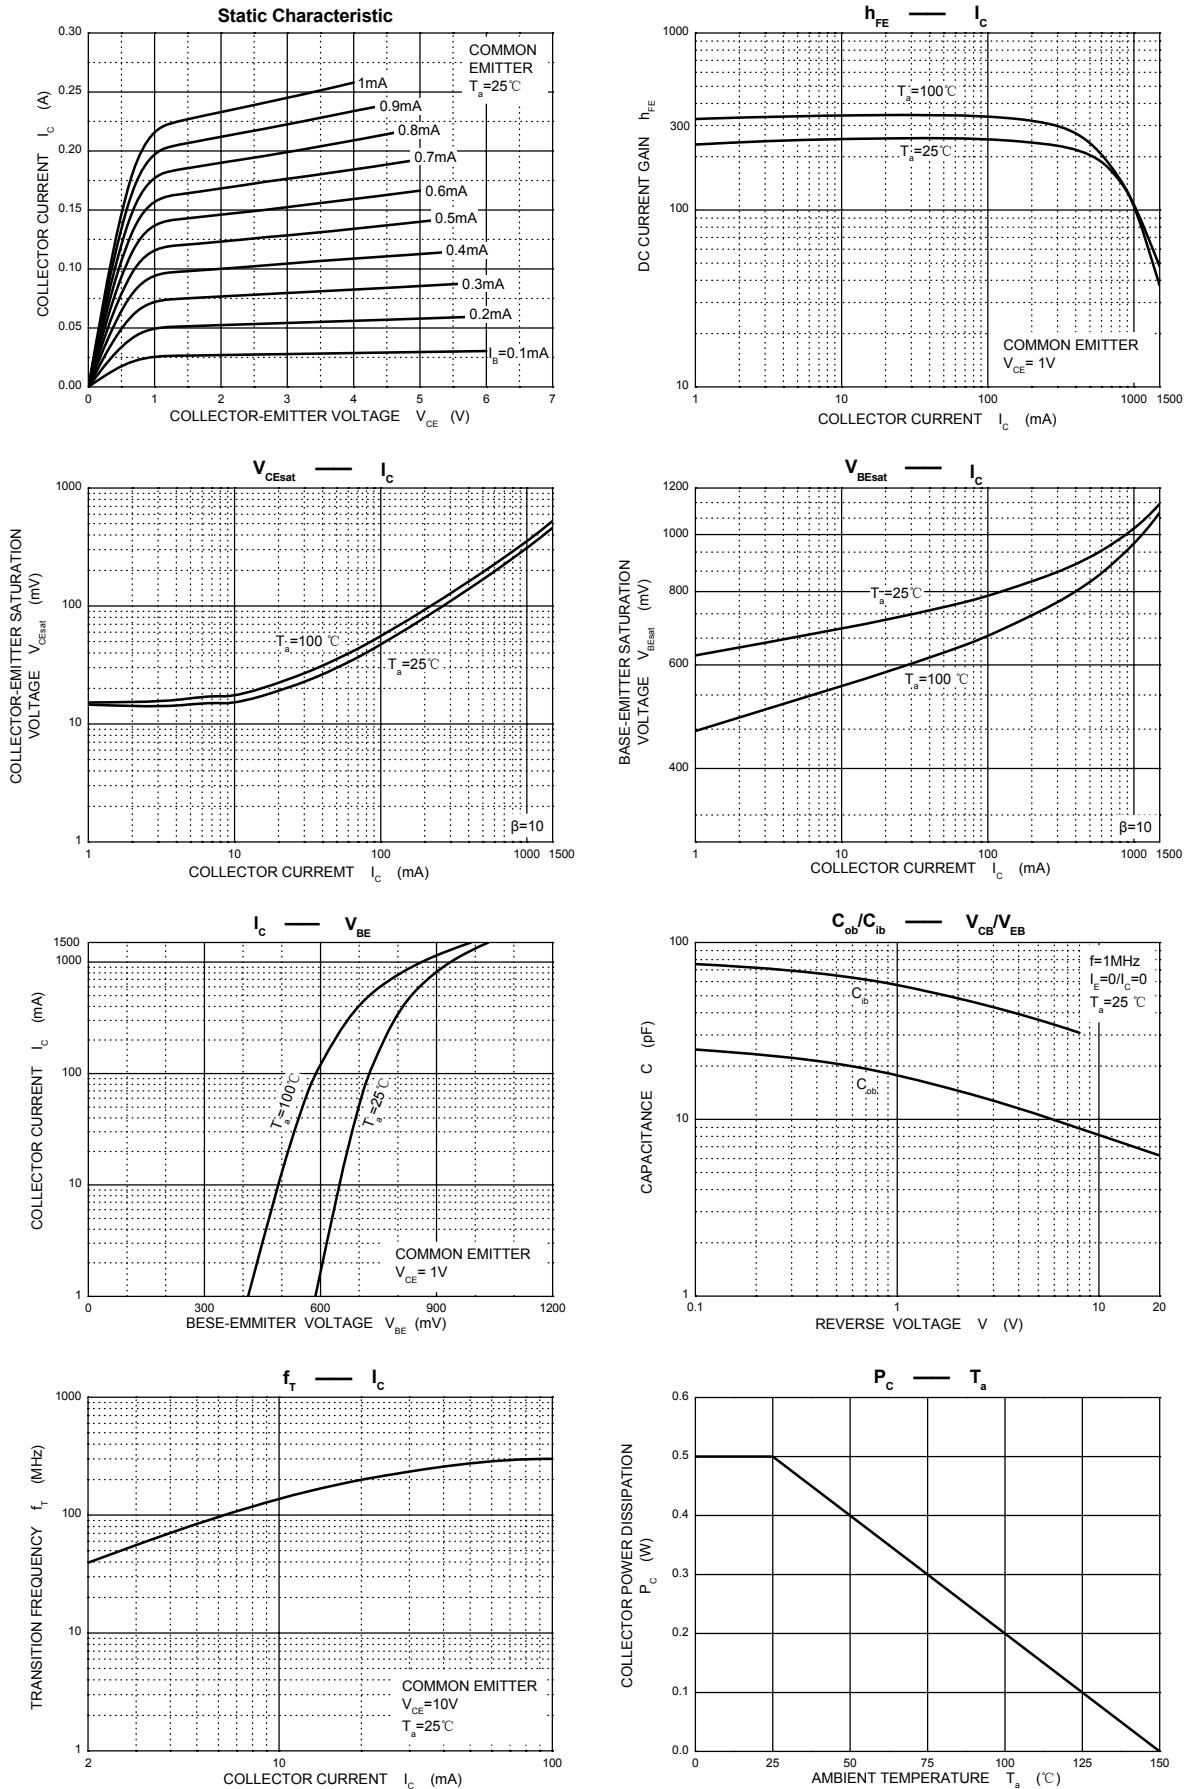 Static Characteristic
0.30
0.25
0.20
0.15
0.10
0.05
0.00
COLLECTOR CURRENT I_C (A)
COMMON
EMITTER
T_a=25℃
1mA
0.9mA
0.8mA
0.7mA
0.6mA
0.5mA
0.4mA
0.3mA
0.2mA
I_B=0.1mA
0 1 2 3 4 5 6 7
COLLECTOR-EMITTER VOLTAGE V_CE (V)
h_FE —— I_C
1000
300
100
10
DC CURRENT GAIN h_FE
T_a=100℃
T_a=25℃
COMMON EMITTER
V_CE= 1V
1 10 100 1000 1500
COLLECTOR CURRENT I_C (mA)
V_CEsat —— I_C
1000
100
10
1
COLLECTOR-EMITTER SATURATION
VOLTAGE V_CEsat (mV)
T_a=100 ℃
T_a=25℃
β=10
1 10 100 1000 1500
COLLECTOR CURREMT I_C (mA)
V_BEsat —— I_C
1200
1000
800
600
400
BASE-EMITTER SATURATION
VOLTAGE V_BEsat (mV)
T_a=25℃
T_a=100 ℃
β=10
1 10 100 1000 1500
COLLECTOR CURREMT I_C (mA)
I_C —— V_BE
1500
1000
100
10
1
COLLECTOR CURRENT I_C (mA)
T_a=100℃
T_a=25℃
COMMON EMITTER
V_CE= 1V
0 300 600 900 1200
BESE-EMMITER VOLTAGE V_BE (mV)
C_ob/C_ib —— V_CB/V_EB
100
10
1
CAPACITANCE C (pF)
f=1MHz
I_E=0/I_C=0
T_a=25 ℃
C_ib
C_ob
0.1 1 10 20
REVERSE VOLTAGE V (V)
f_T —— I_C
1000
100
10
1
TRANSITION FREQUENCY f_T (MHz)
COMMON EMITTER
V_CE=10V
T_a=25℃
2 10 100
COLLECTOR CURRENT I_C (mA)
P_C —— T_a
0.6
0.5
0.4
0.3
0.2
0.1
0.0
COLLECTOR POWER DISSIPATION
P_C (W)
0 25 50 75 100 125 150
AMBIENT TEMPERATURE T_a (℃)